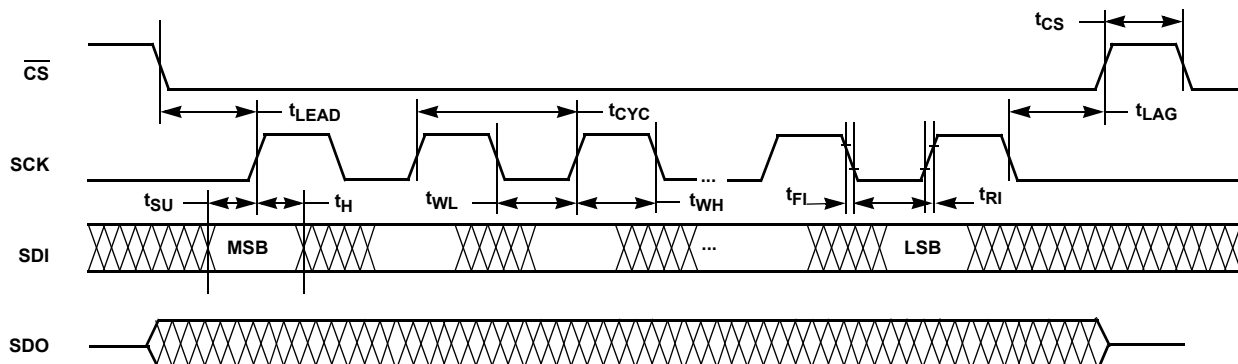 tCS
CS
tLEAD
tCYC
tLAG
SCK
...
tSU
tH
tWL
tWH
tFI
tRI
SDI
MSB
...
LSB
SDO